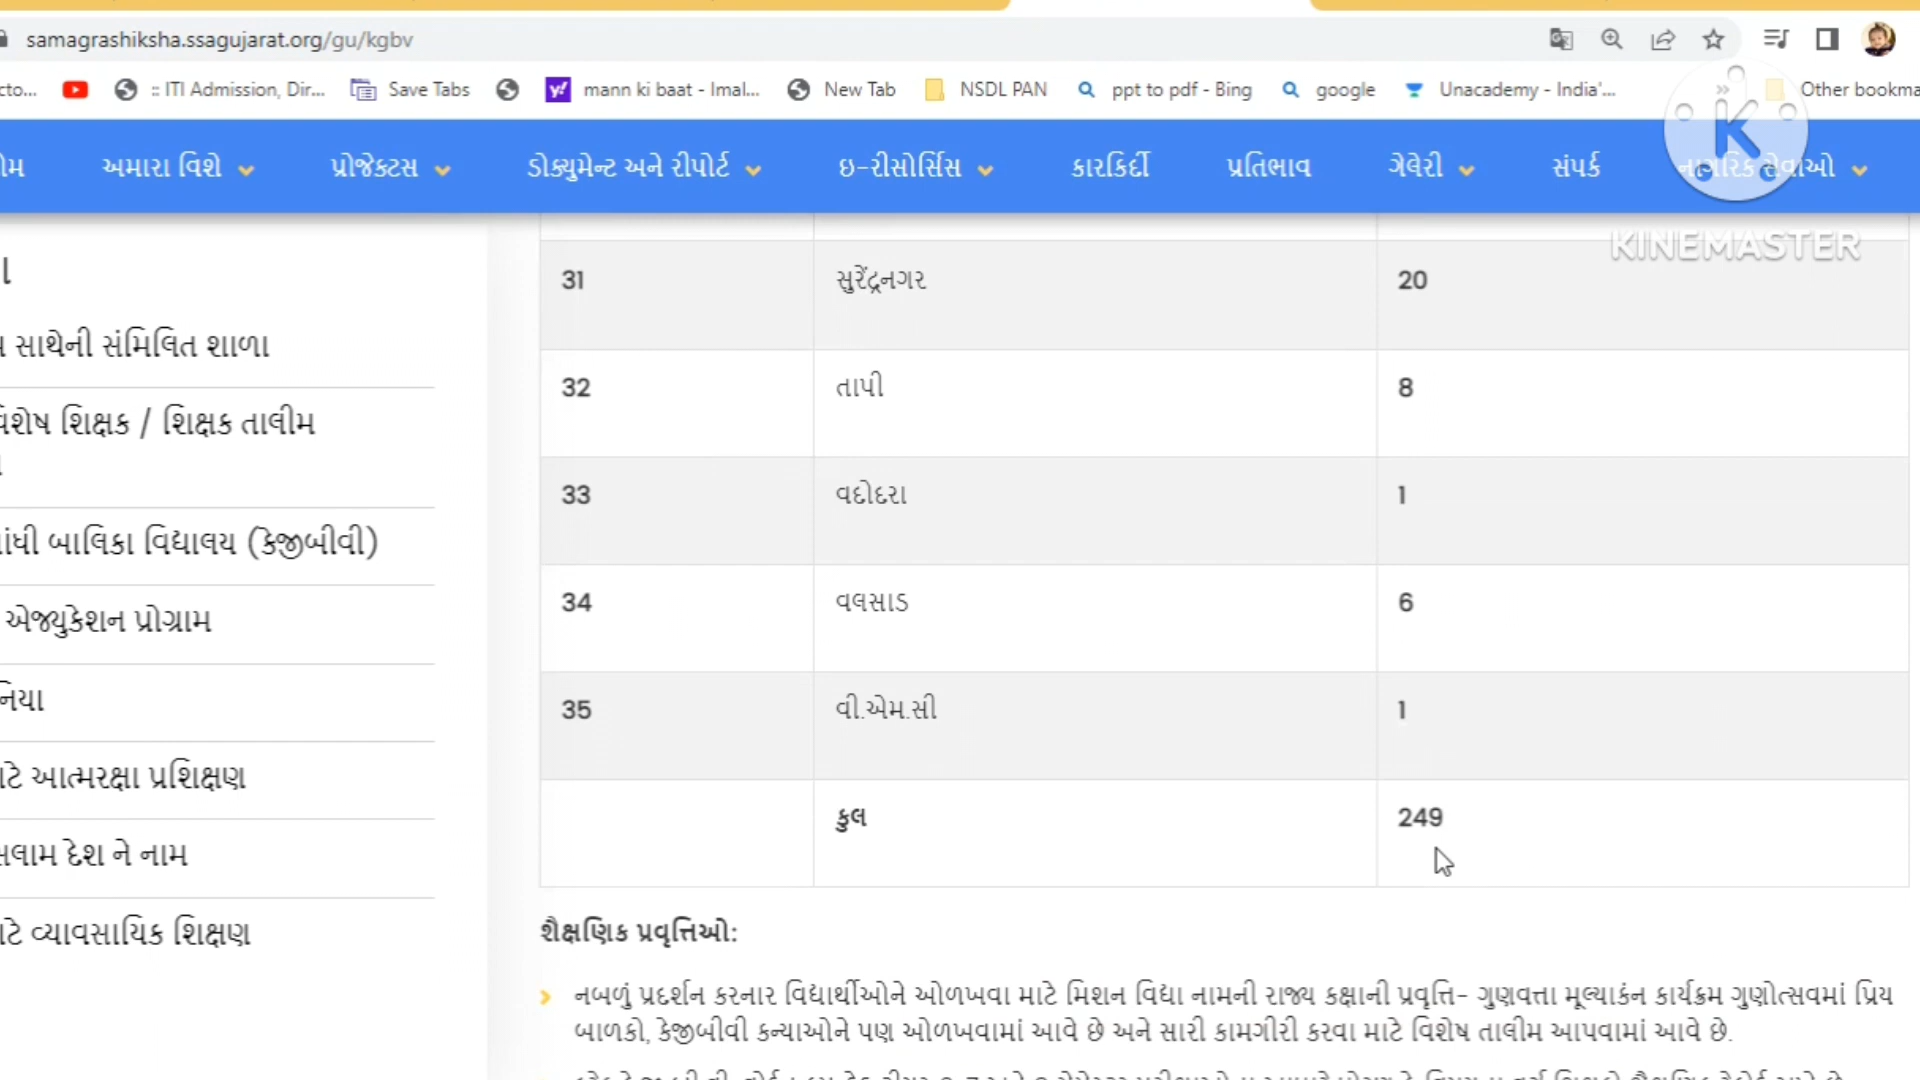 samagrashiksha.ssagujarat.org/gu/kgbv
:: ITI Admission, Dir... Save Tabs mann ki baat - Imal... New Tab NSDL PAN ppt to pdf - Bing google Unacademy - India'... » Other bookma
અમારા વિશે પ્રોજેક્ટસ ડોક્યુમેન્ટ અને રીપોર્ટ ઇ-રીસોર્સિસ કારકિર્દી પ્રતિભાવ ગેલેરી સંપર્ક નાગરિક સેવાઓ
K
KINEMASTER
સાથેની સંમિલિત શાળા
શિક્ષક / શિક્ષક તાલીમ
બાલિકા વિદ્યાલય (કેજીબીવી)
એજ્યુકેશન પ્રોગ્રામ
આત્મરક્ષા પ્રશિક્ષણ
દેશ ને નામ
વ્યાવસાયિક શિક્ષણ
31 સુરેંદ્રનગર 20
32 તાપી 8
33 વદોદરા 1
34 વલસાડ 6
35 વી.એમ.સી 1
કુલ 249
શૈક્ષણિક પ્રવૃત્તિઓ:
નબળું પ્રદર્શન કરનાર વિદ્યાર્થીઓને ઓળખવા માટે મિશન વિદ્યા નામની રાજ્ય કક્ષાની પ્રવૃત્તિ- ગુણવત્તા મૂલ્યાકંન કાર્યક્રમ ગુણોત્સવમાં પ્રિય
બાળકો, કેજીબીવી કન્યાઓને પણ ઓળખવામાં આવે છે અને સારી કામગીરી કરવા માટે વિશેષ તાલીમ આપવામાં આવે છે.